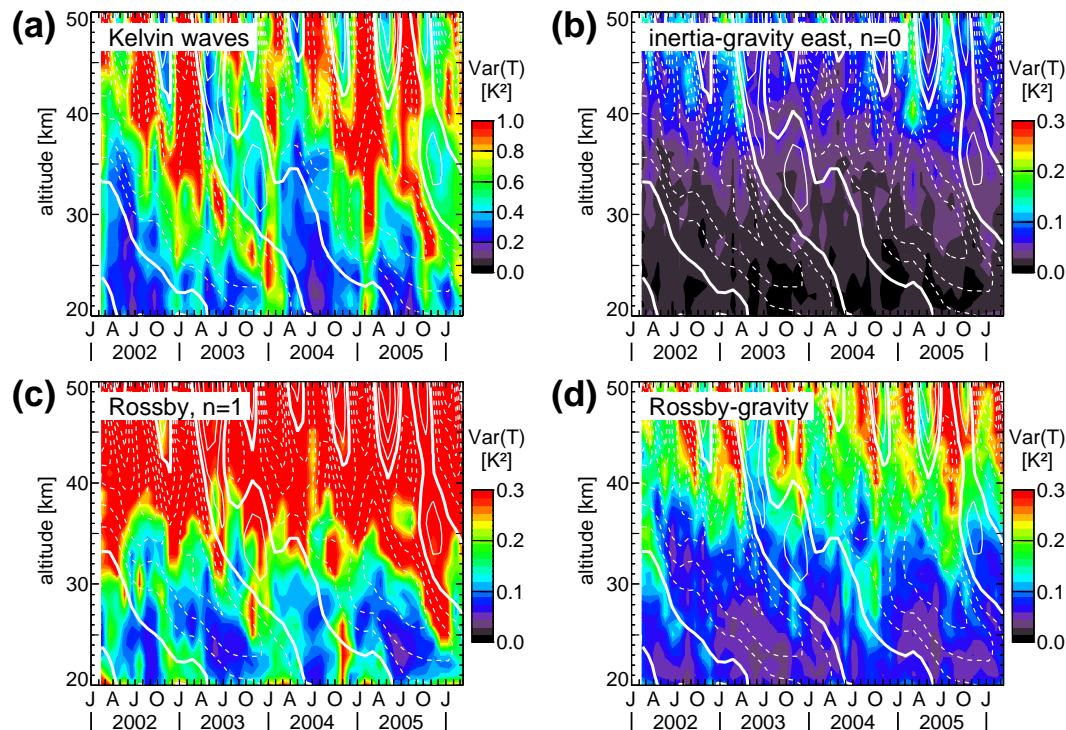 (a)
Kelvin waves
Var(T)
[K²]
altitude [km]
50
40
30
20
1.0
0.8
0.6
0.4
0.2
0.0
J A J O J A J O J A J O J A J O J
| 2002 | 2003 | 2004 | 2005 |
(b)
inertia-gravity east, n=0
Var(T)
[K²]
altitude [km]
50
40
30
20
0.3
0.2
0.1
0.0
J A J O J A J O J A J O J A J O J
| 2002 | 2003 | 2004 | 2005 |
(c)
Rossby, n=1
Var(T)
[K²]
altitude [km]
50
40
30
20
0.3
0.2
0.1
0.0
J A J O J A J O J A J O J A J O J
| 2002 | 2003 | 2004 | 2005 |
(d)
Rossby-gravity
Var(T)
[K²]
altitude [km]
50
40
30
20
0.3
0.2
0.1
0.0
J A J O J A J O J A J O J A J O J
| 2002 | 2003 | 2004 | 2005 |